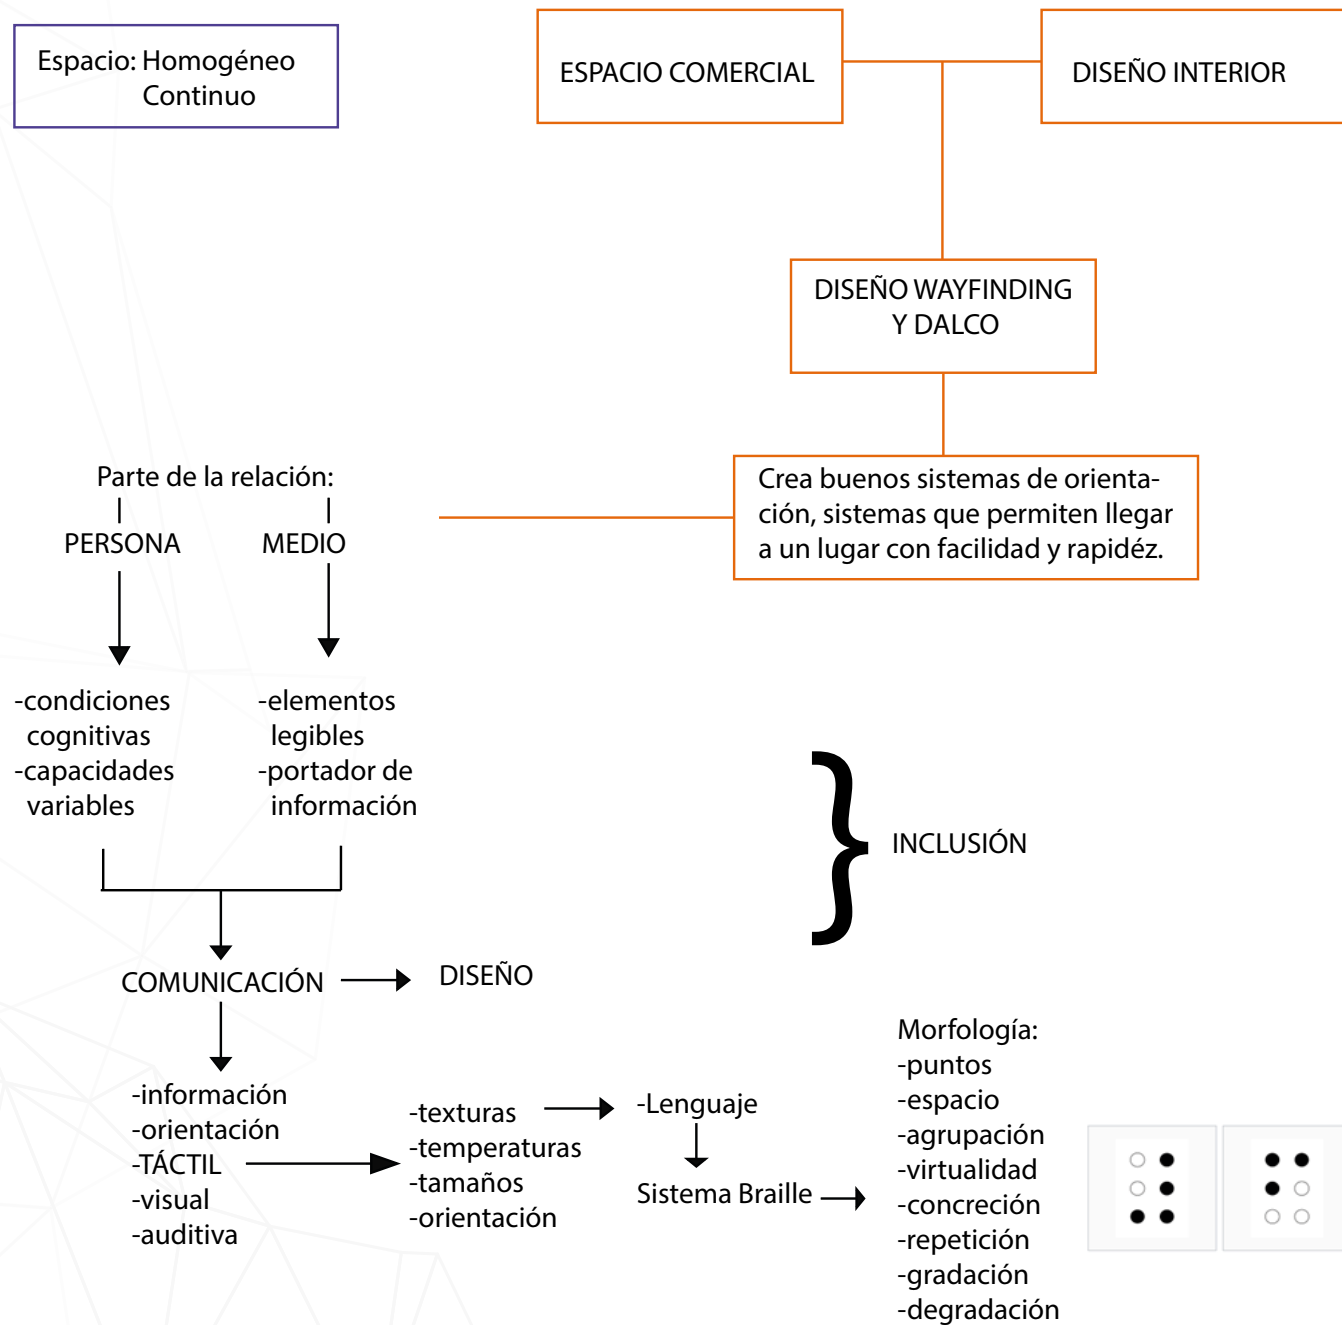 Espacio: Homogéneo
Continuo
ESPACIO COMERCIAL
DISEÑO INTERIOR
DISEÑO WAYFINDING
Y DALCO
Crea buenos sistemas de orienta-
ción, sistemas que permiten llegar
a un lugar con facilidad y rapidéz.
Parte de la relación:
PERSONA
MEDIO
-condiciones
cognitivas
-capacidades
variables
-elementos
legibles
-portador de
información
}
INCLUSIÓN
COMUNICACIÓN
DISEÑO
-información
-orientación
-TÁCTIL
-visual
-auditiva
-texturas
-temperaturas
-tamaños
-orientación
-Lenguaje
Sistema Braille
Morfología:
-puntos
-espacio
-agrupación
-virtualidad
-concreción
-repetición
-gradación
-degradación